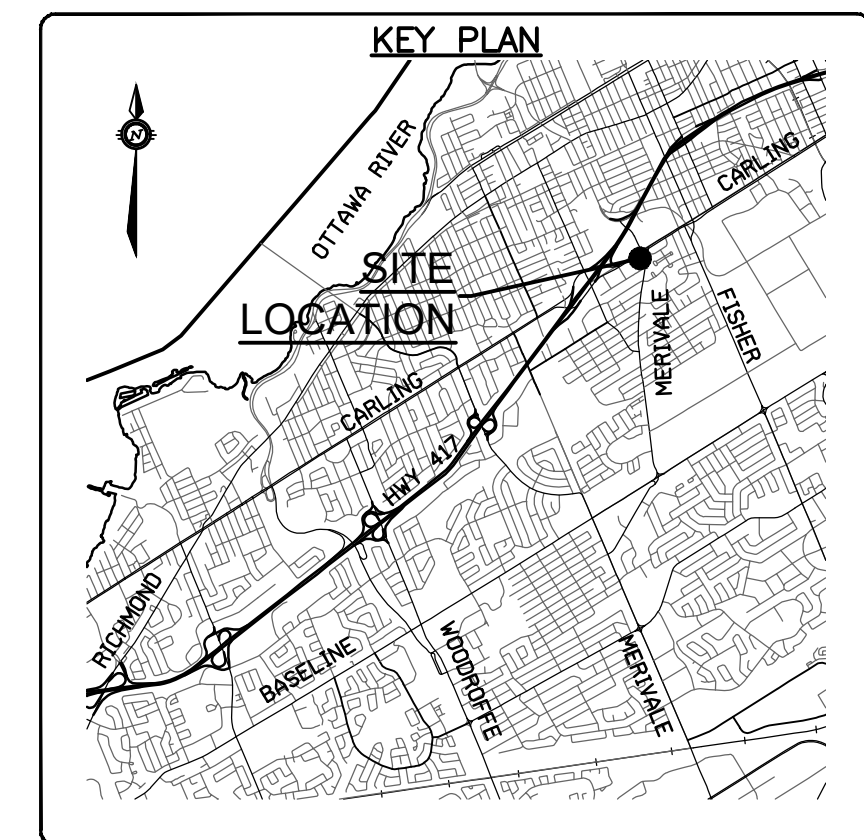 KEY PLAN
N
OTTAWA RIVER
CARLING
SITE
LOCATION
MERIVALE
FISHER
CARLING
HWY 417
RICHMOND
BASELINE
WOODROFFE
MERIVALE